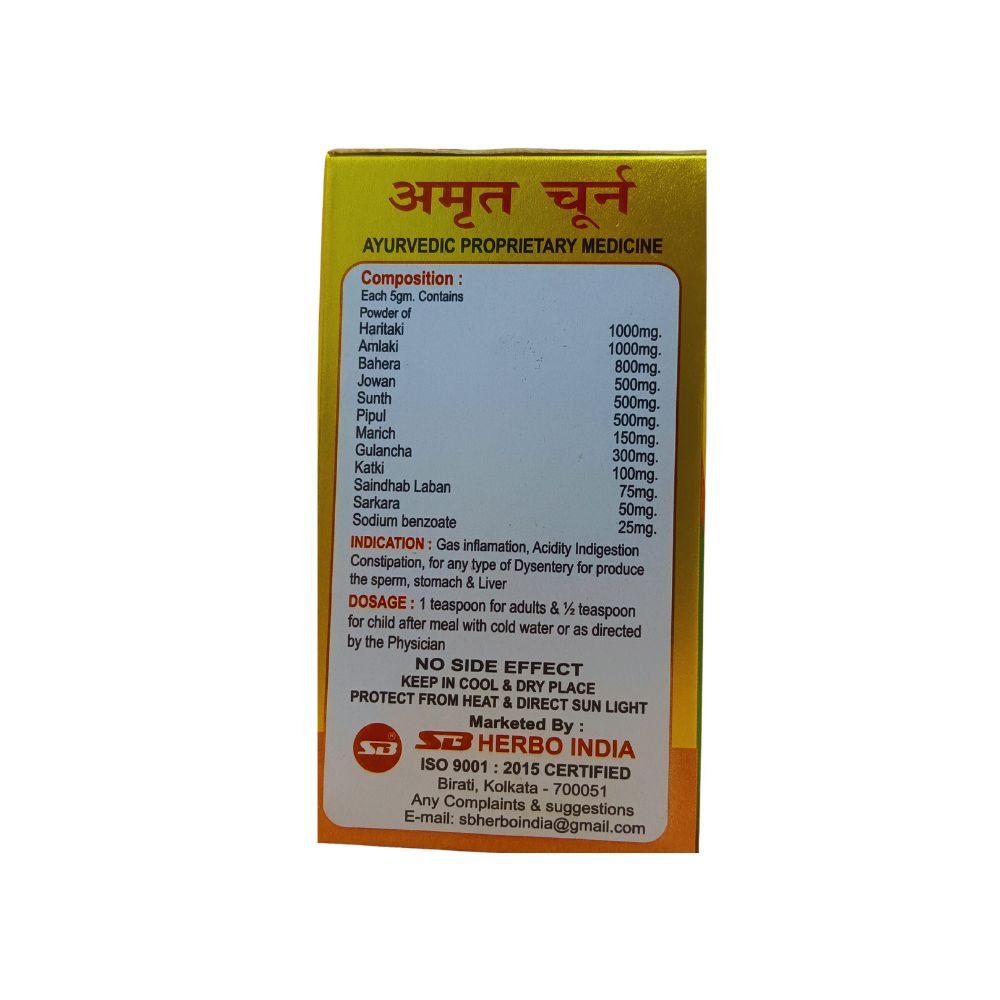 अमृत चूर्न
AYURVEDIC PROPRIETARY MEDICINE
Composition :
Each 5gm. Contains
Powder of
Haritaki 1000mg.
Amlaki 1000mg.
Bahera 800mg.
Jowan 500mg.
Sunth 500mg.
Pipul 500mg.
Marich 150mg.
Gulancha 300mg.
Katki 100mg.
Saindhab Laban 75mg.
Sarkara 50mg.
Sodium benzoate 25mg.
INDICATION : Gas inflamation, Acidity Indigestion
Constipation, for any type of Dysentery for produce
the sperm, stomach & Liver
DOSAGE : 1 teaspoon for adults & ½ teaspoon
for child after meal with cold water or as directed
by the Physician
NO SIDE EFFECT
KEEP IN COOL & DRY PLACE
PROTECT FROM HEAT & DIRECT SUN LIGHT
Marketed By :
SB ® SB HERBO INDIA
ISO 9001 : 2015 CERTIFIED
Birati, Kolkata - 700051
Any Complaints & suggestions
E-mail: sbherboindia@gmail.com